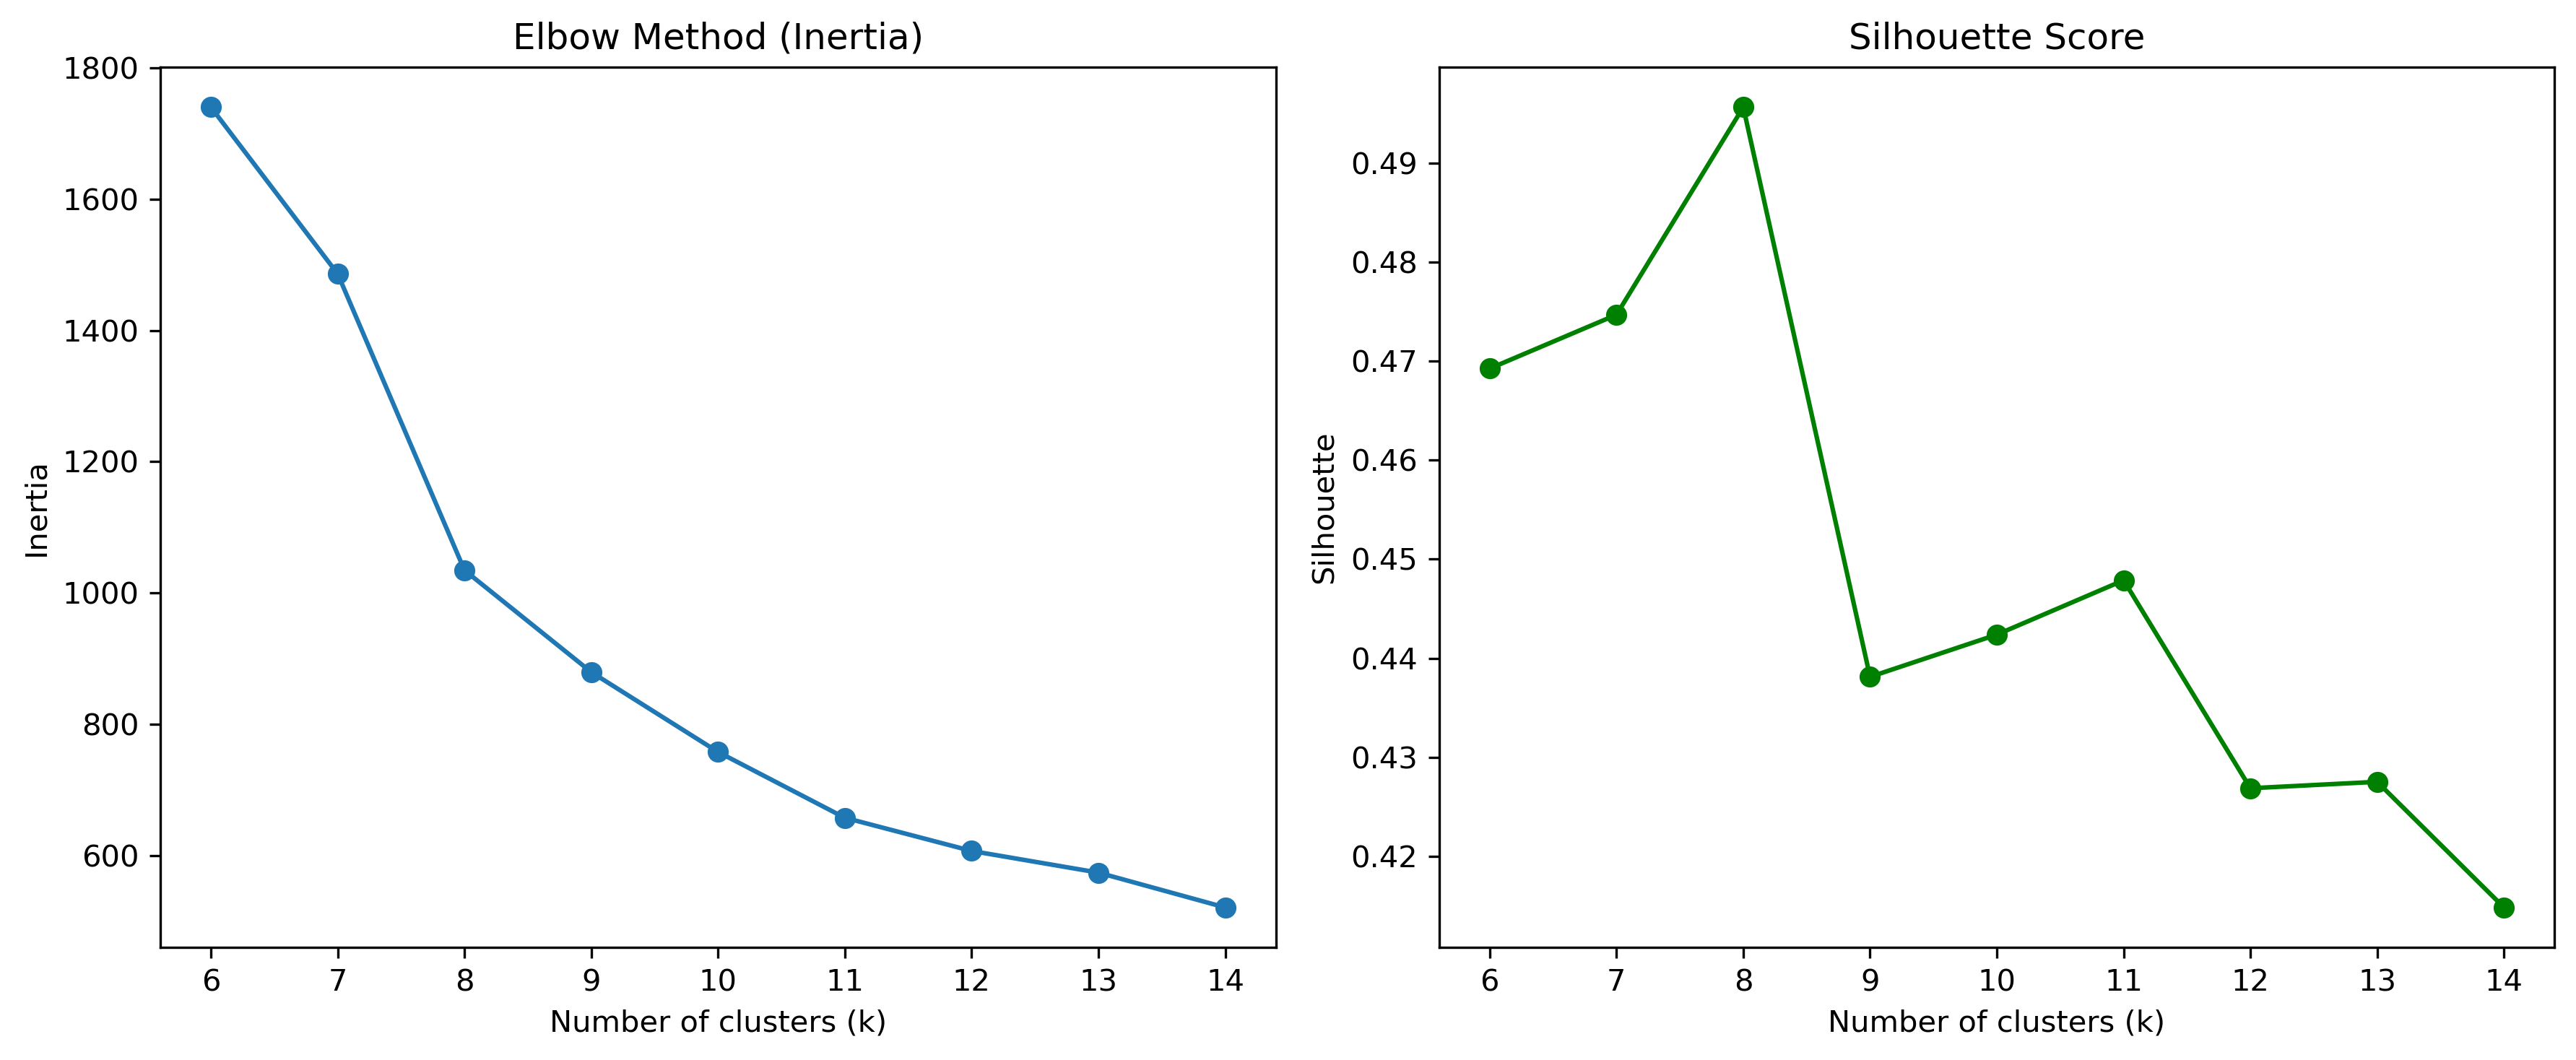 Elbow Method (Inertia)
1800
1600
1400
1200
1000
800
600
Inertia
6 7 8 9 10 11 12 13 14
Number of clusters (k)
Silhouette Score
0.49
0.48
0.47
0.46
0.45
0.44
0.43
0.42
Silhouette
6 7 8 9 10 11 12 13 14
Number of clusters (k)